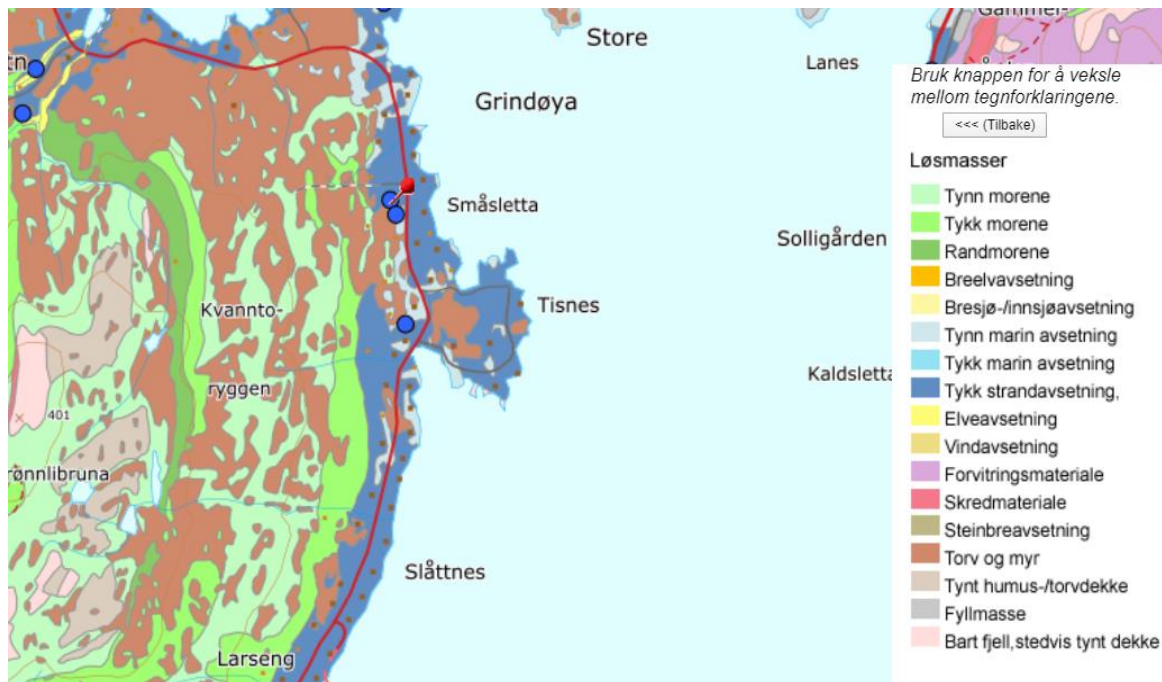 Store
Lanes
Grindøya
Småsletta
Solligården
Tisnes
Kvannto-
ryggen
Kaldsletta
401
Slåttnes
Larseng
Bruk knappen for å veksle
mellom tegnforklaringene.
<<< (Tilbake)
Løsmasser
Tynn morene
Tykk morene
Randmorene
Breelvavsetning
Bresjø-/innsjøavsetning
Tynn marin avsetning
Tykk marin avsetning
Tykk strandavsetning,
Elveavsetning
Vindavsetning
Forvitringsmateriale
Skredmateriale
Steinbreavsetning
Torv og myr
Tynt humus-/torvdekke
Fyllmasse
Bart fjell,stedvis tynt dekke